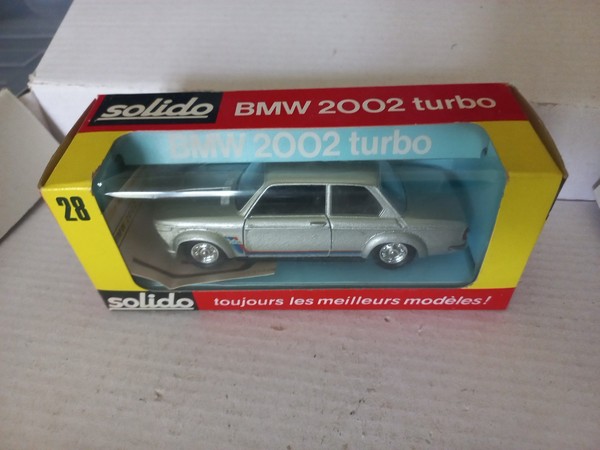 solido BMW 2002 turbo
BMW 2002 turbo
28
solido toujours les meilleurs modèles!